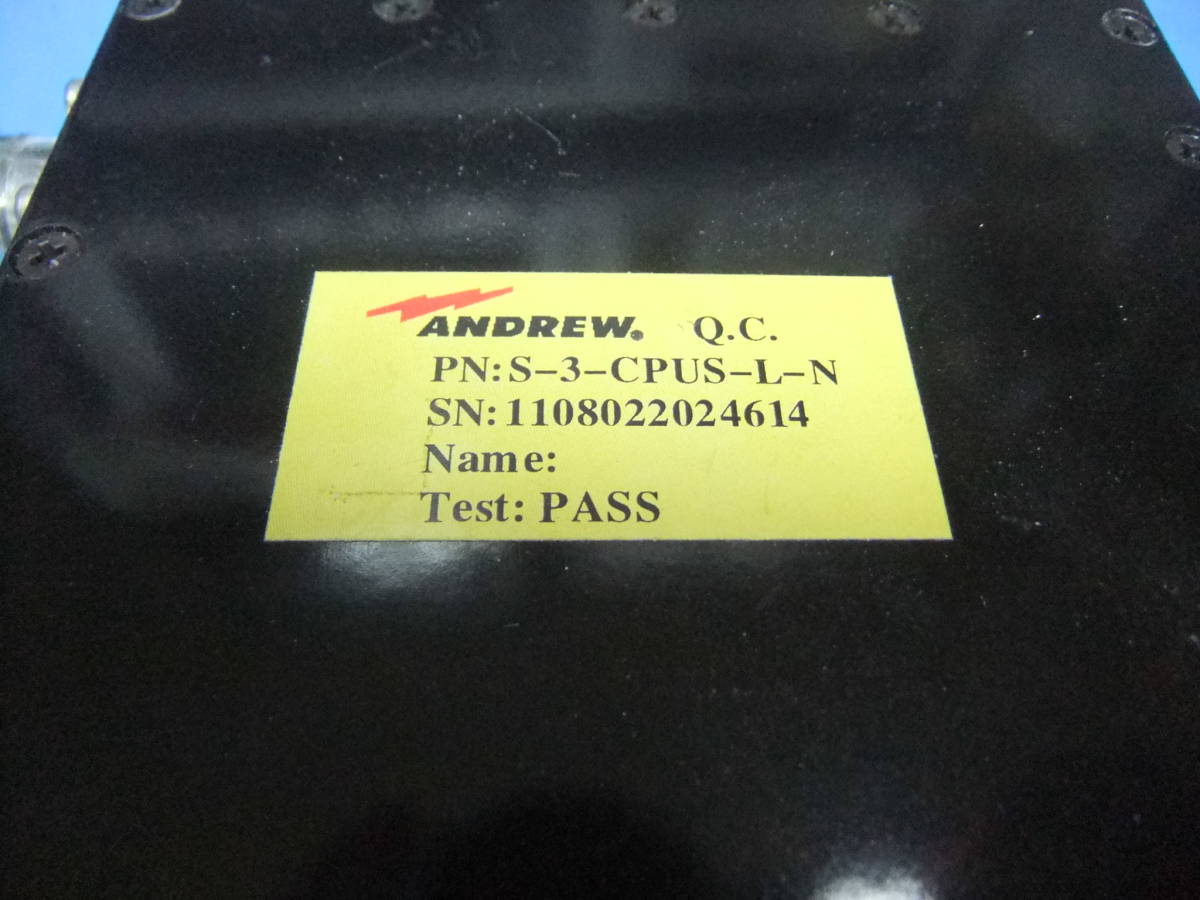 ANDREW. Q.C.
PN:S-3-CPUS-L-N
SN:1108022024614
Name:
Test: PASS